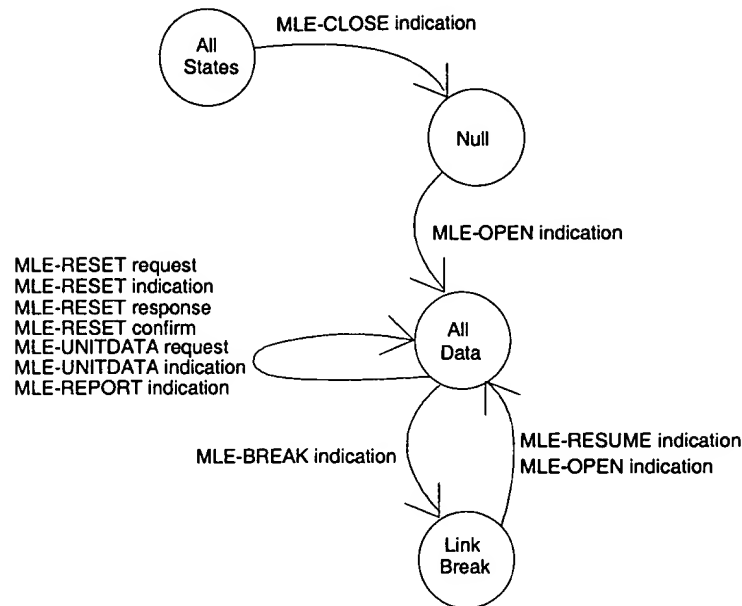 MLE-CLOSE indication
All
States
Null
MLE-OPEN indication
MLE-RESET request
MLE-RESET indication
MLE-RESET response
MLE-RESET confirm
MLE-UNITDATA request
MLE-UNITDATA indication
MLE-REPORT indication
All
Data
MLE-BREAK indication
MLE-RESUME indication
MLE-OPEN indication
Link
Break